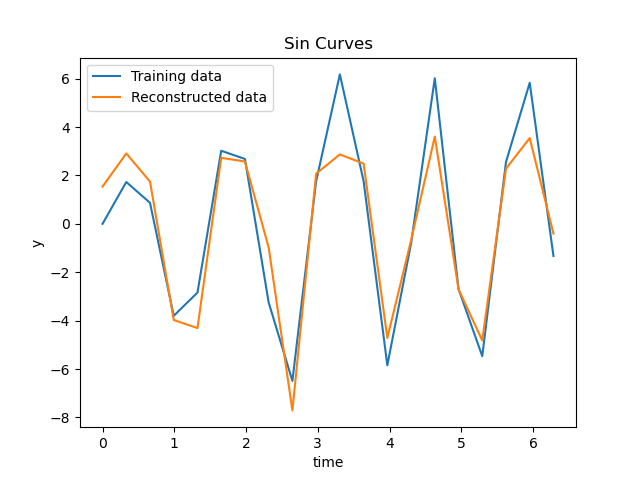 Sin Curves
Training data
Reconstructed data
6
4
2
0
−2
−4
−6
−8
y
0 1 2 3 4 5 6
time